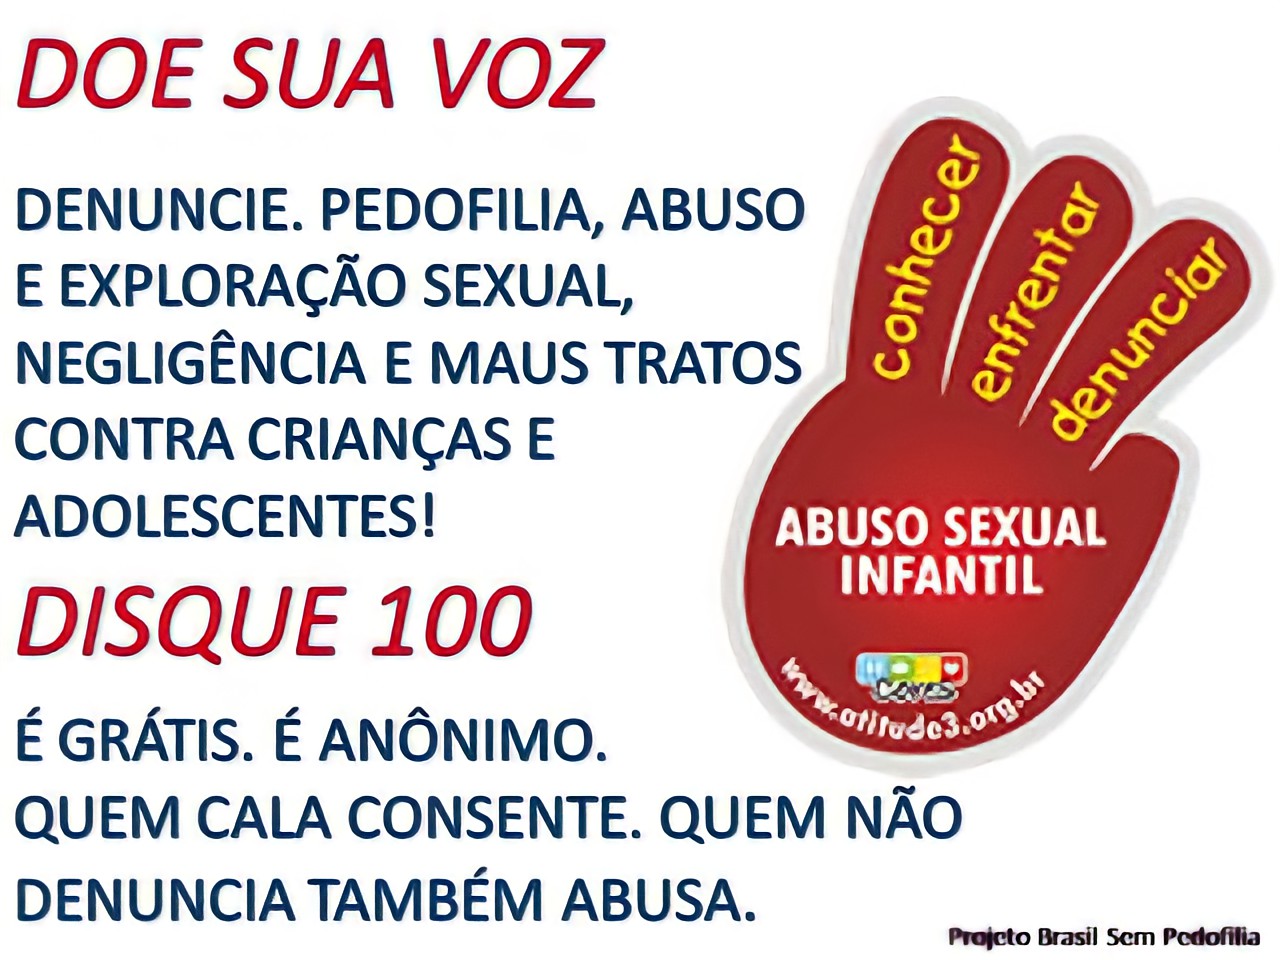 DOE SUA VOZ
DENUNCIE. PEDOFILIA, ABUSO
E EXPLORAÇÃO SEXUAL,
NEGLIGÊNCIA E MAUS TRATOS
CONTRA CRIANÇAS E
ADOLESCENTES!
DISQUE 100
É GRÁTIS. É ANÔNIMO.
QUEM CALA CONSENTE. QUEM NÃO
DENUNCIA TAMBÉM ABUSA.
conhecer
enfrentar
denunciar
ABUSO SEXUAL
INFANTIL
www.atitude3.org.br
Projeto Brasil Sem Pedofilia